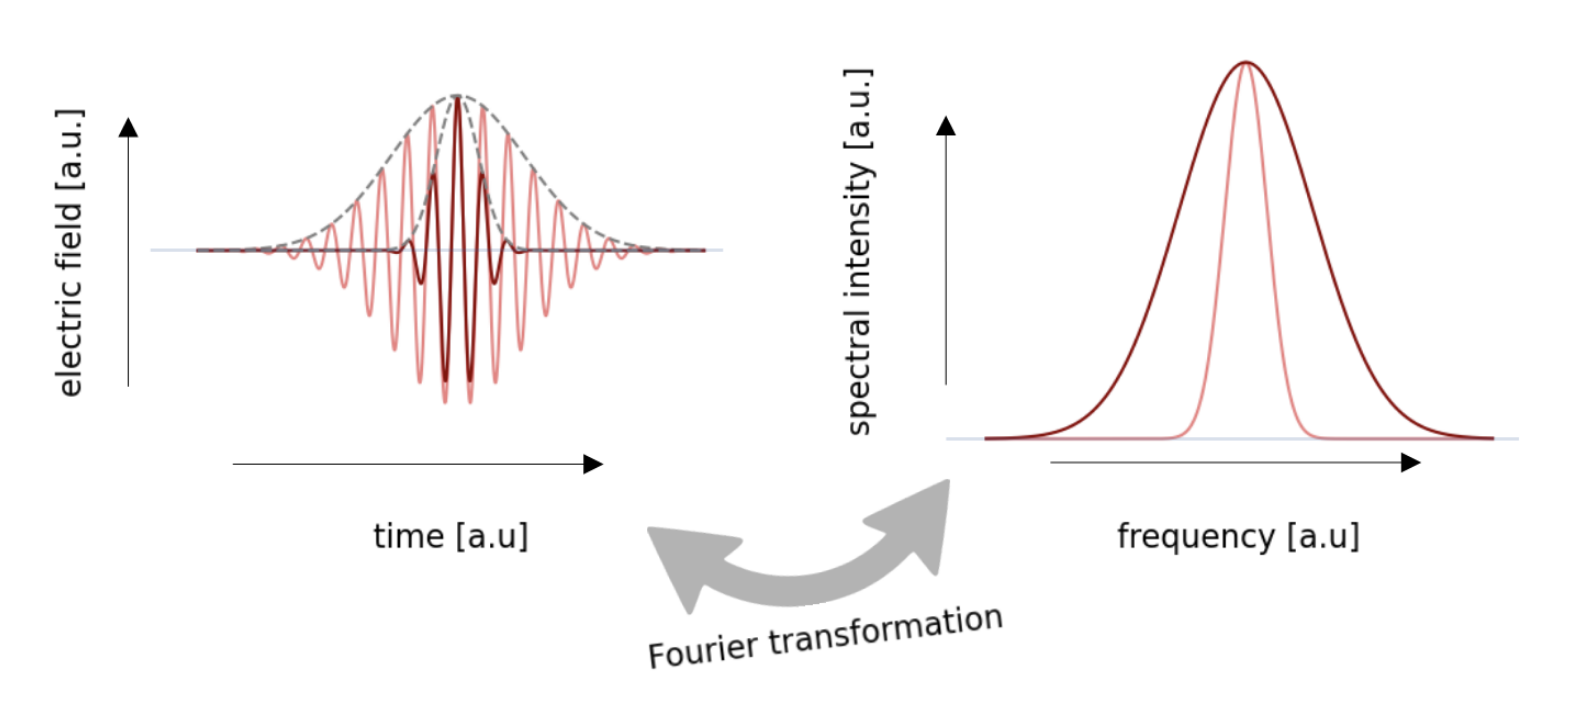 electric field [a.u.]
time [a.u]
spectral intensity [a.u.]
frequency [a.u]
Fourier transformation